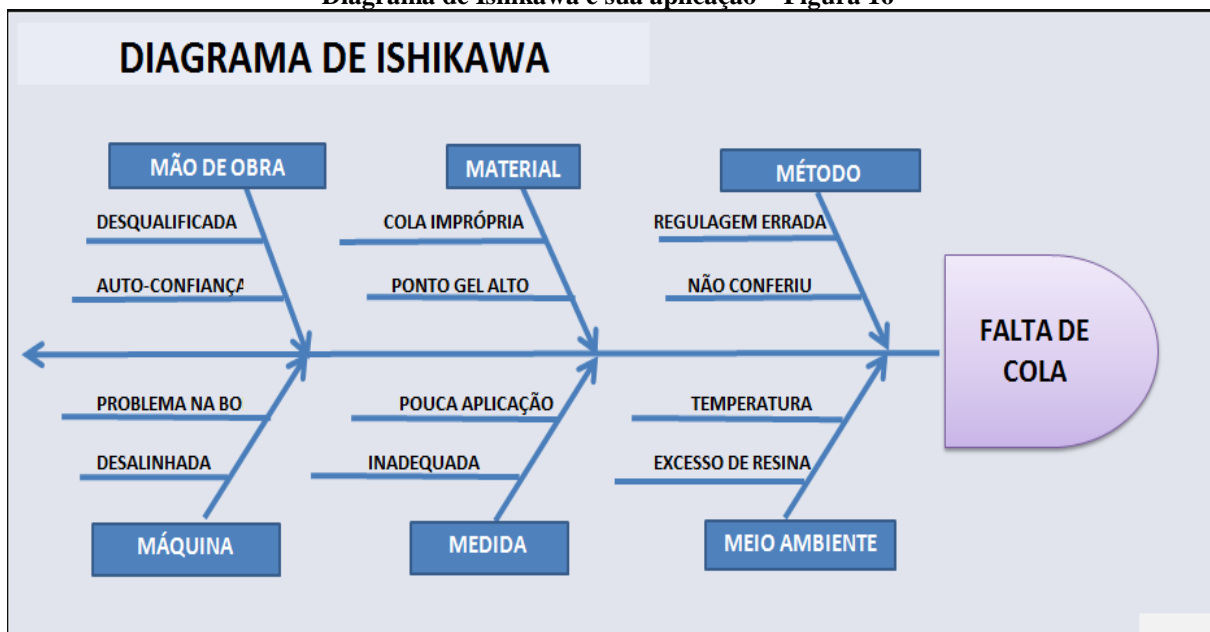 DIAGRAMA DE ISHIKAWA
MÃO DE OBRA
MATERIAL
MÉTODO
DESQUALIFICADA
COLA IMPRÓPRIA
REGULAGEM ERRADA
AUTO-CONFIANÇA
PONTO GEL ALTO
NÃO CONFERIU
FALTA DE
COLA
PROBLEMA NA BO
POUCA APLICAÇÃO
TEMPERATURA
DESALINHADA
INADEQUADA
EXCESSO DE RESINA
MÁQUINA
MEDIDA
MEIO AMBIENTE